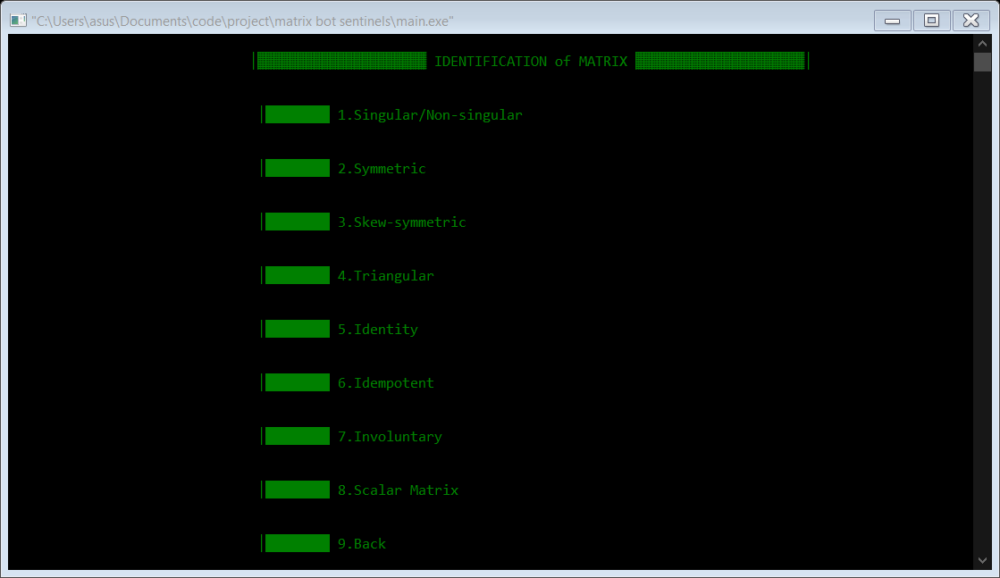 "C:\Users\asus\Documents\code\project\matrix bot sentinels\main.exe"
IDENTIFICATION of MATRIX
1.Singular/Non-singular
2.Symmetric
3.Skew-symmetric
4.Triangular
5.Identity
6.Idempotent
7.Involuntary
8.Scalar Matrix
9.Back